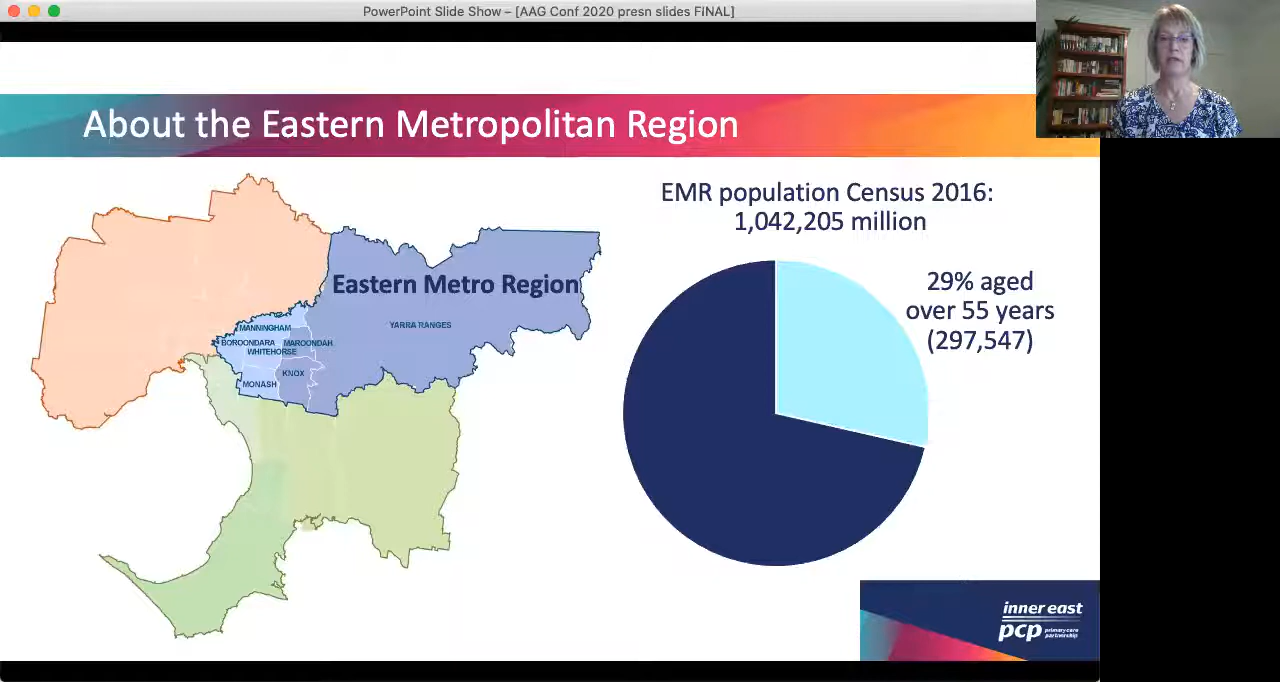 PowerPoint Slide Show – [AAG Conf 2020 presn slides FINAL]
About the Eastern Metropolitan Region
EMR population Census 2016:
1,042,205 million
29% aged
over 55 years
(297,547)
Eastern Metro Region
YARRA RANGES
MANNINGHAM
BOROONDARA
MAROONDAH
WHITEHORSE
KNOX
MONASH
inner east
pcp primary care
partnership